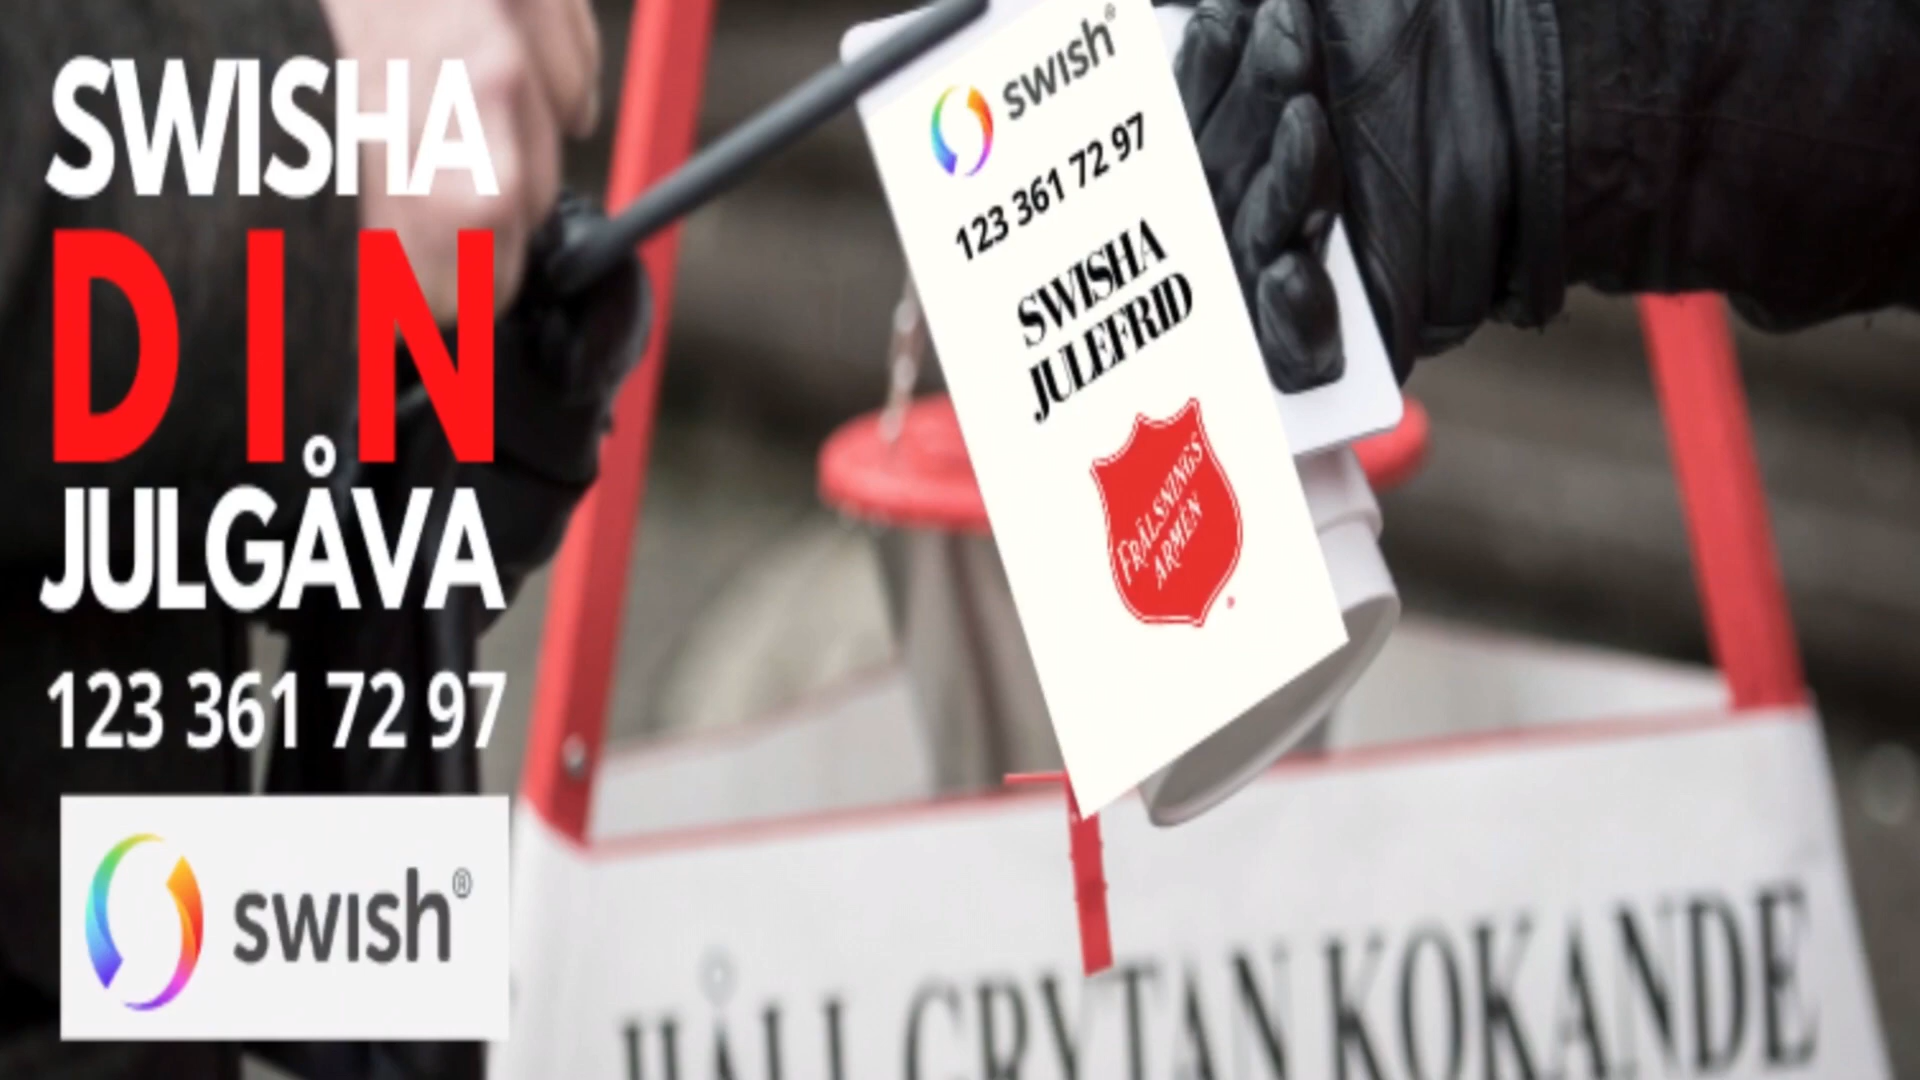 SWISHA
DIN
JULGÅVA
123 361 72 97
swish®
swish®
123 361 72 97
SWISHA
JULEFRID
FRÄLSNINGS
ARMÉN
HÅLL GRYTAN KOKANDE